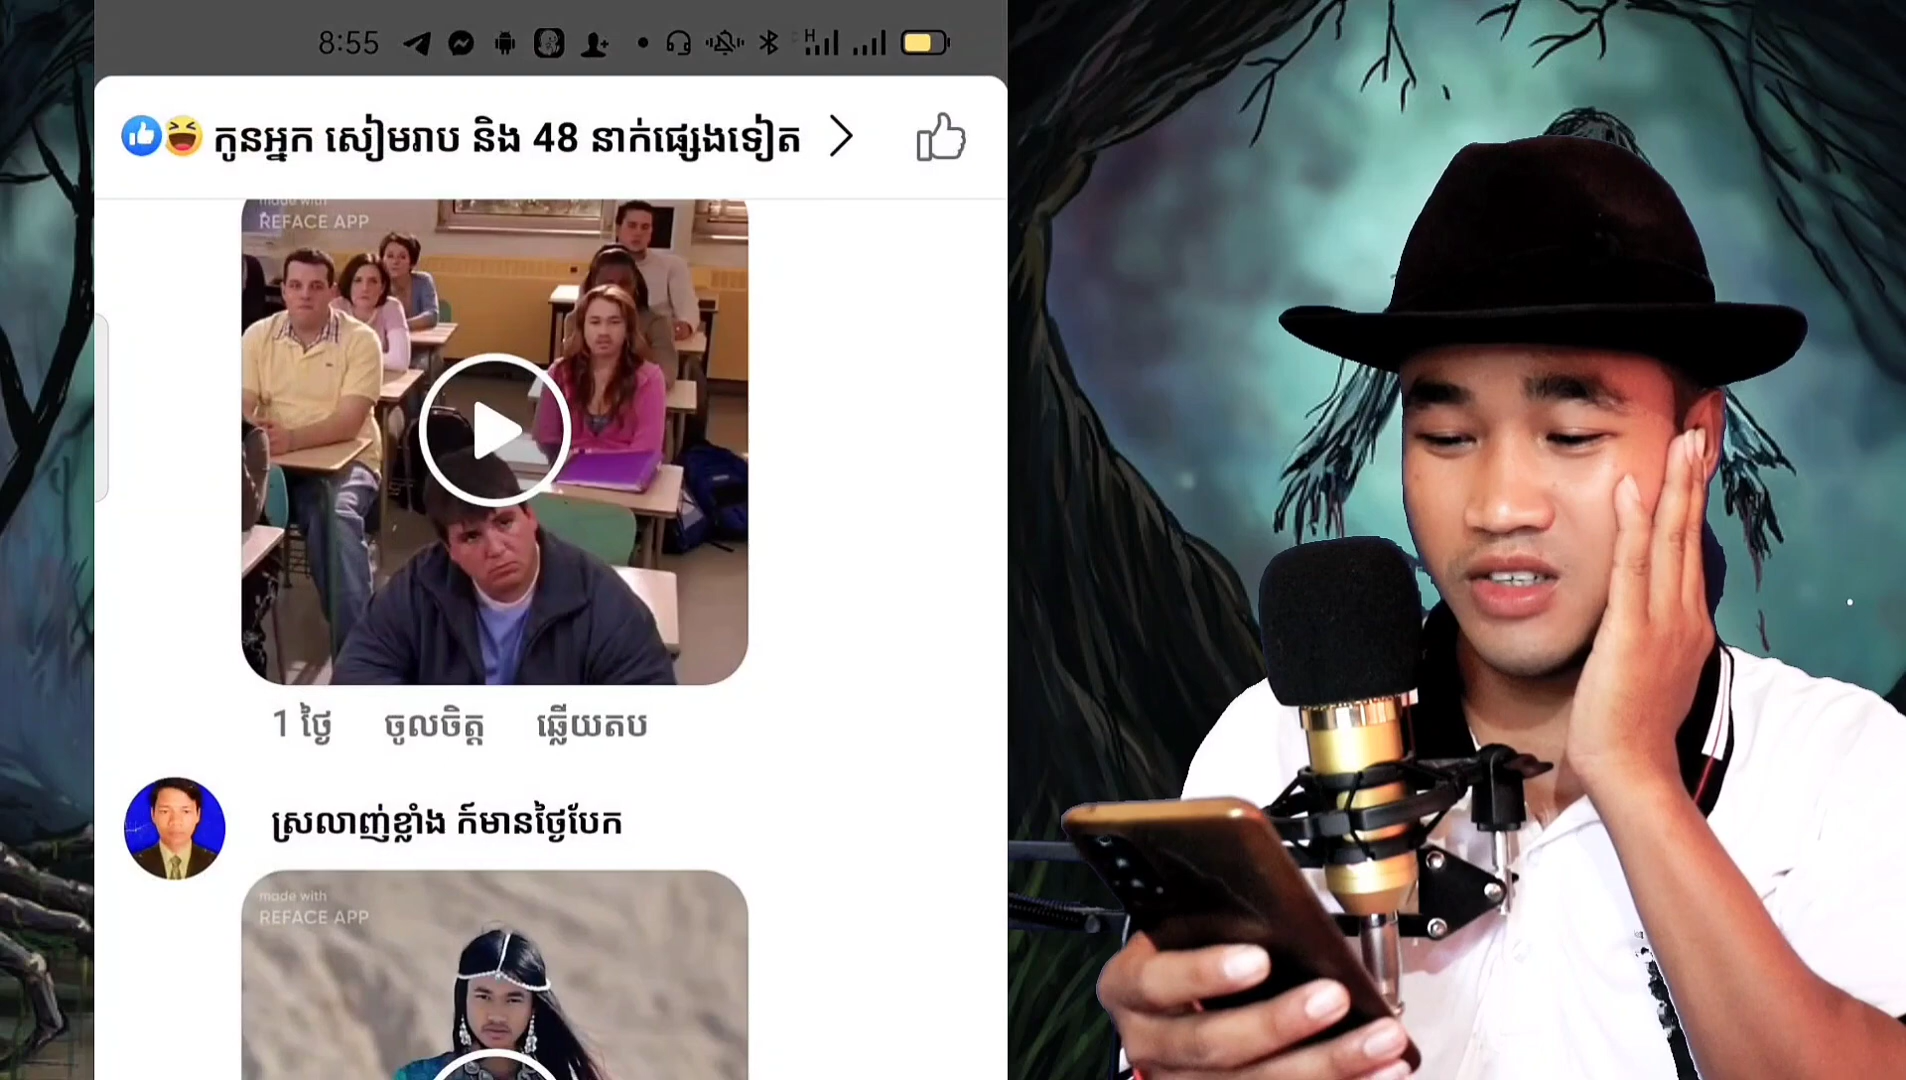 8:55
H
កូនអ្នក សៀមរាប និង 48 នាក់ផ្សេងទៀត
made with
REFACE APP
1 ថ្ងៃ ចូលចិត្ត ឆ្លើយតប
ស្រលាញ់ខ្លាំង ក៍មានថ្ងៃបែក
made with
REFACE APP